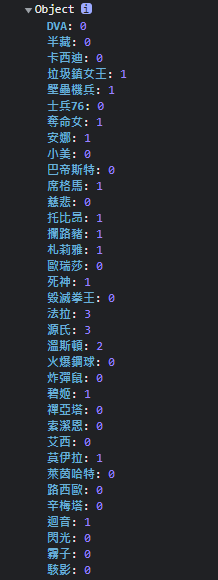 Object i
DVA: 0
半藏: 0
卡西迪: 0
垃圾鎮女王: 1
壁壘機兵: 1
士兵76: 0
奪命女: 1
安娜: 1
小美: 0
巴帝斯特: 0
席格馬: 1
慈悲: 0
托比昂: 1
攔路豬: 1
札莉雅: 1
歐瑞莎: 0
死神: 1
毀滅拳王: 0
法拉: 3
源氏: 3
溫斯頓: 2
火爆鋼球: 0
炸彈鼠: 0
碧姬: 1
禪亞塔: 0
索潔恩: 0
艾西: 0
莫伊拉: 1
萊茵哈特: 0
路西歐: 0
辛梅塔: 0
迴音: 1
閃光: 0
霧子: 0
駭影: 0